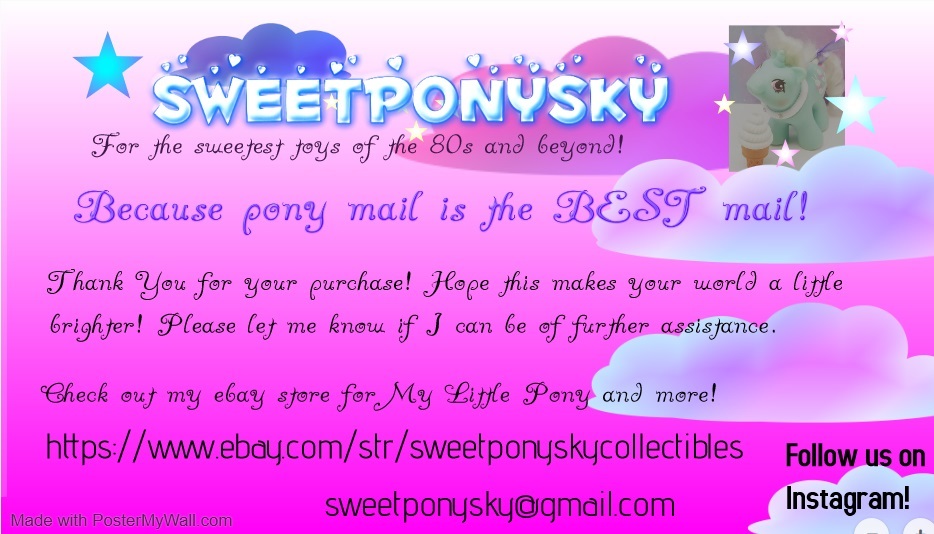 SWEETPONYSKY
For the sweetest toys of the 80s and beyond!
Because pony mail is the BEST mail!
Thank You for your purchase! Hope this makes your world a little
brighter! Please let me know if I can be of further assistance.
Check out my ebay store for My Little Pony and more!
https://www.ebay.com/str/sweetponyskycollectibles
Follow us on
Instagram!
sweetponysky@gmail.com
Made with PosterMyWall.com